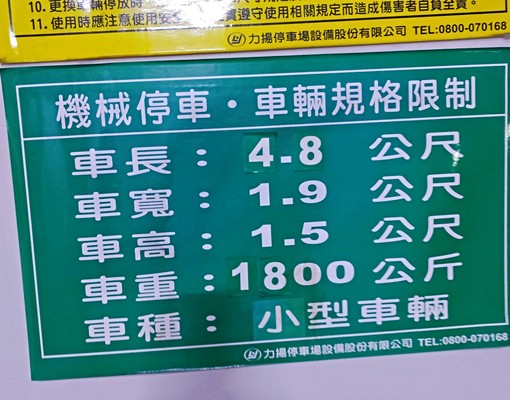 10. 更換車輛停放時
11. 使用時應注意使用安全 遵守使用相關規定而造成傷害者自負全責。
力揚停車場設備股份有限公司 TEL:0800-070168
機械停車・車輛規格限制
車長： 4.8 公尺
車寬： 1.9 公尺
車高： 1.5 公尺
車重：1800 公斤
車種： 小型車輛
力揚停車場設備股份有限公司 TEL:0800-070168